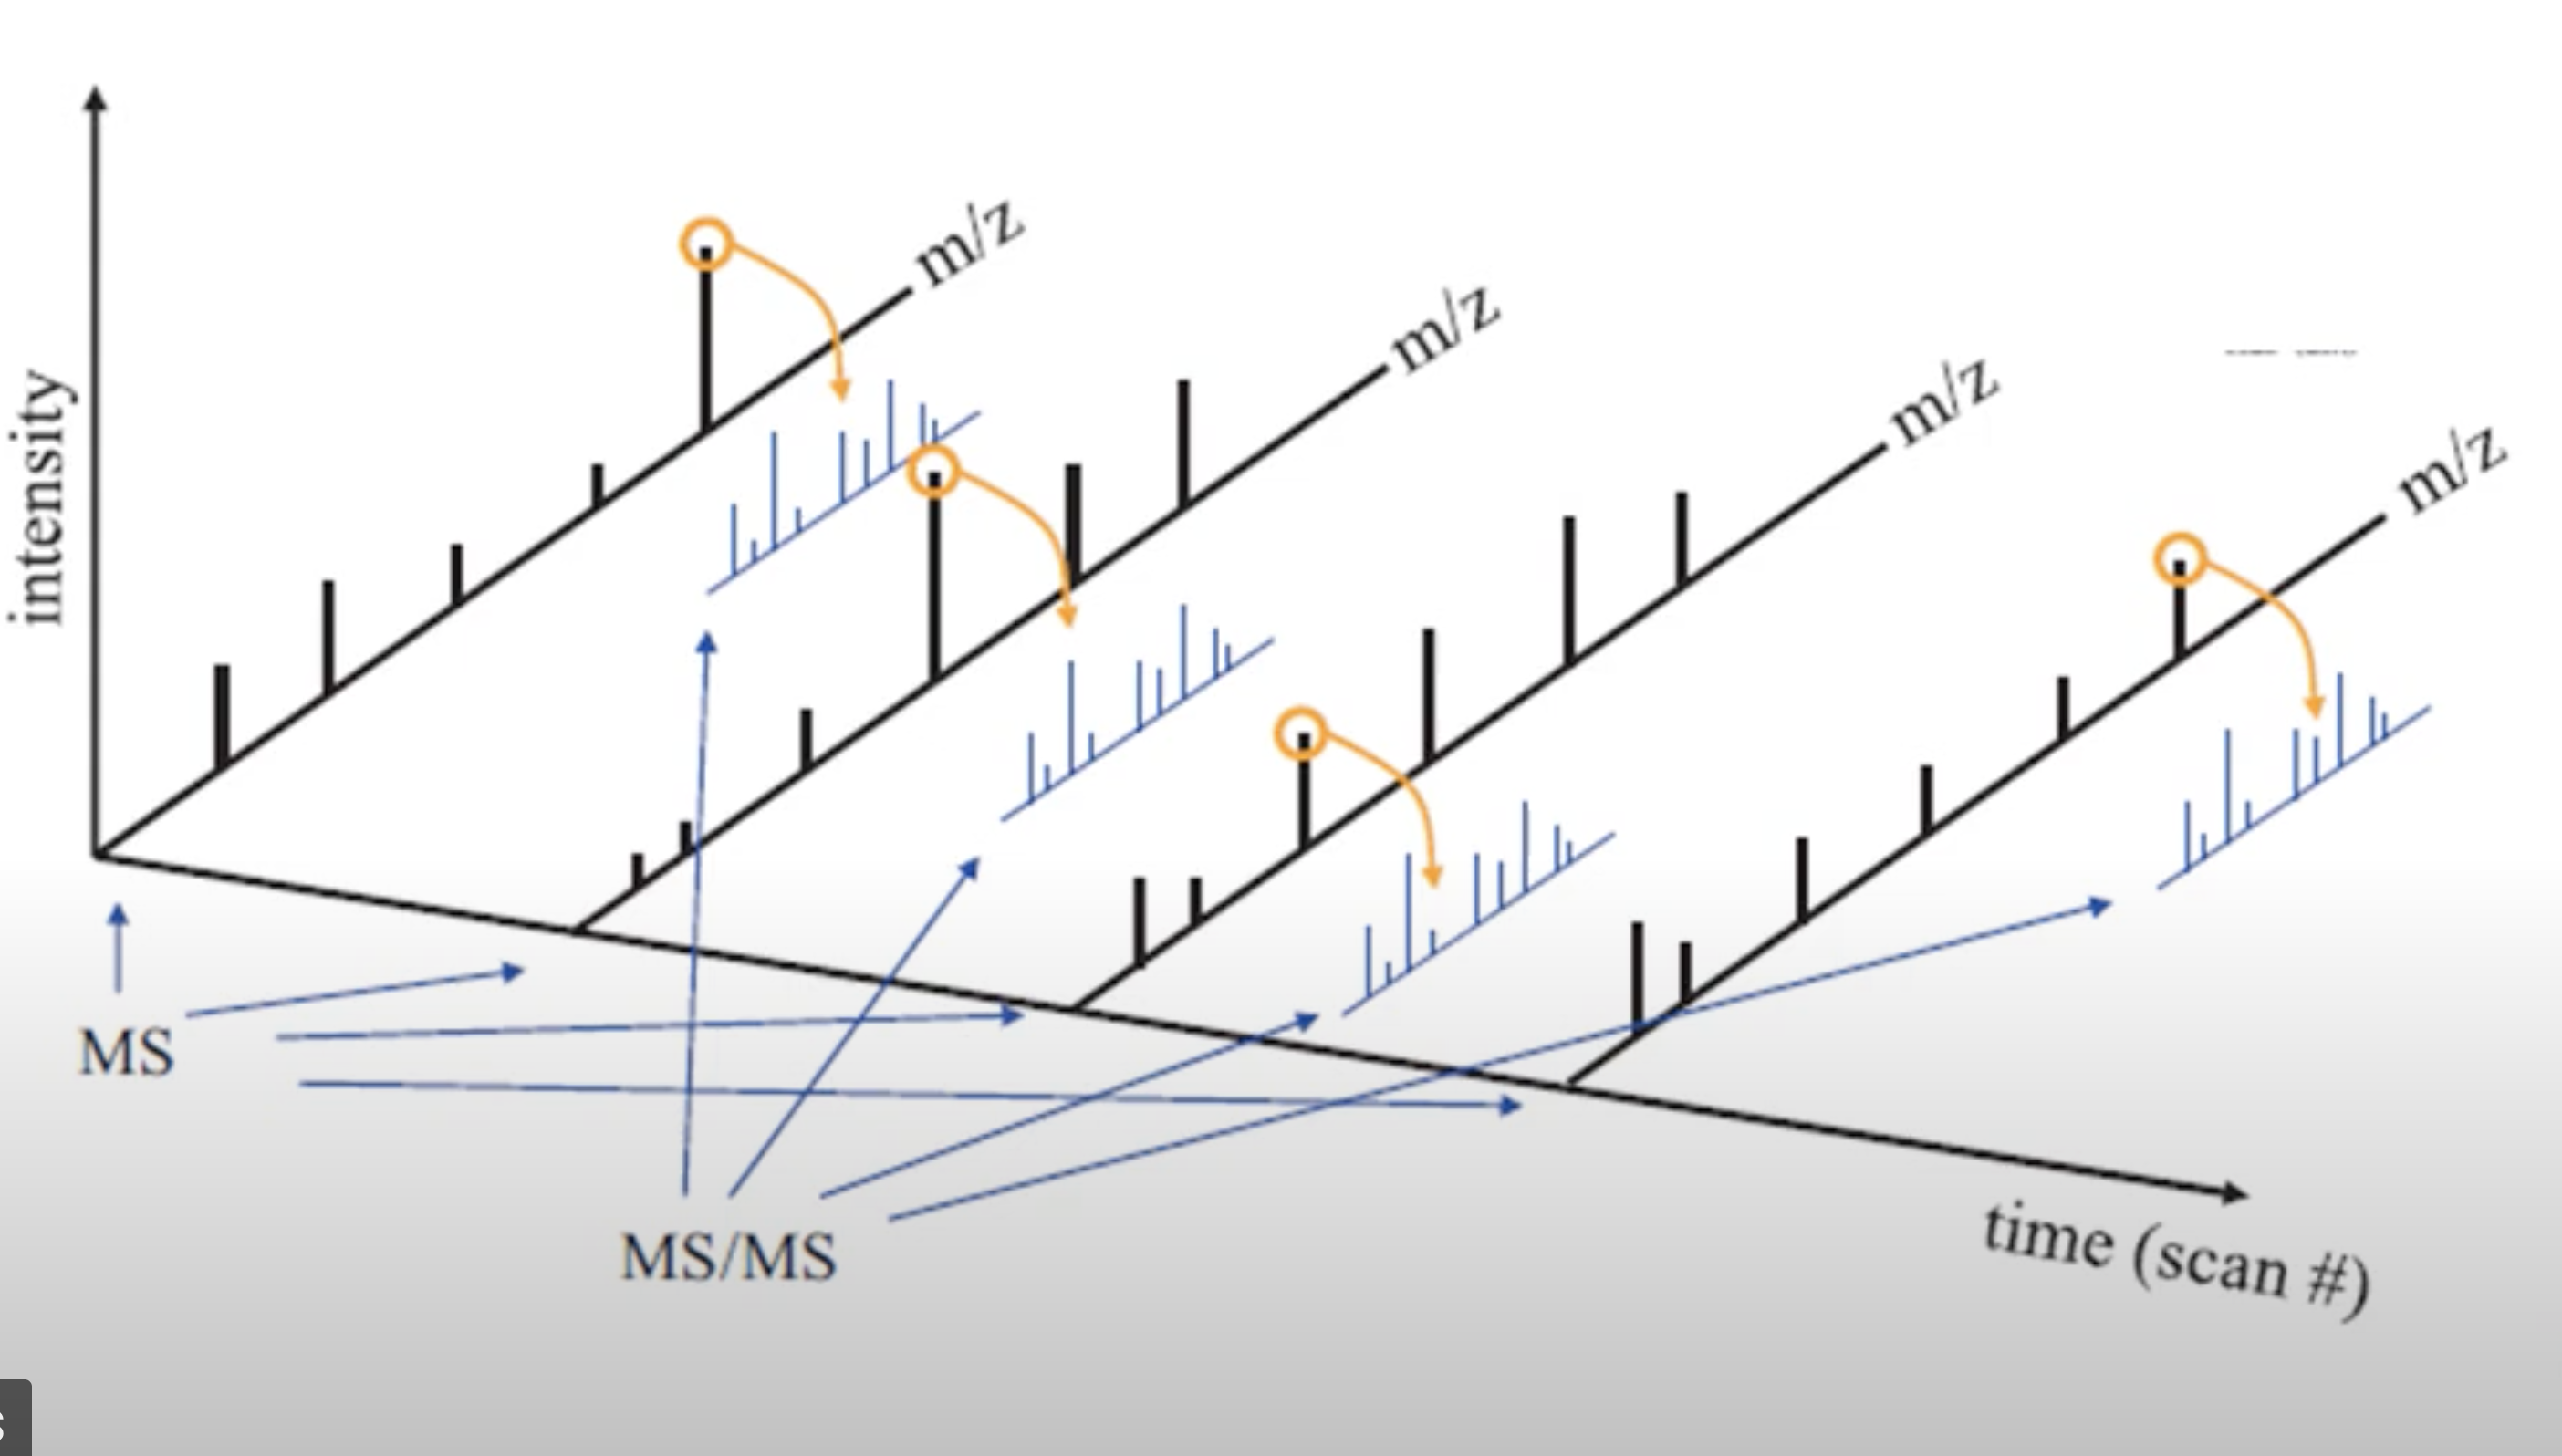 intensity
m/z
m/z
m/z
m/z
MS
MS/MS
time (scan #)